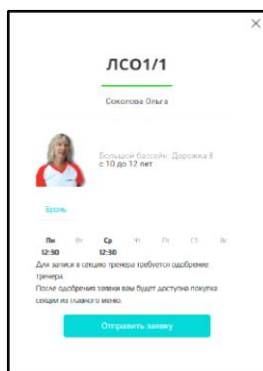 ЛСО1/1
Соколова Ольга
Большой бассейн: Дорожка 8
с 10 до 12 лет
Бронь
Пн Вт Ср Чт Пт Сб Вс
12:30 12:30
Для записи в секцию тренера требуется одобрение
тренера.
После одобрения заявки вам будет доступна покупка
секции из главного меню.
Отправить заявку